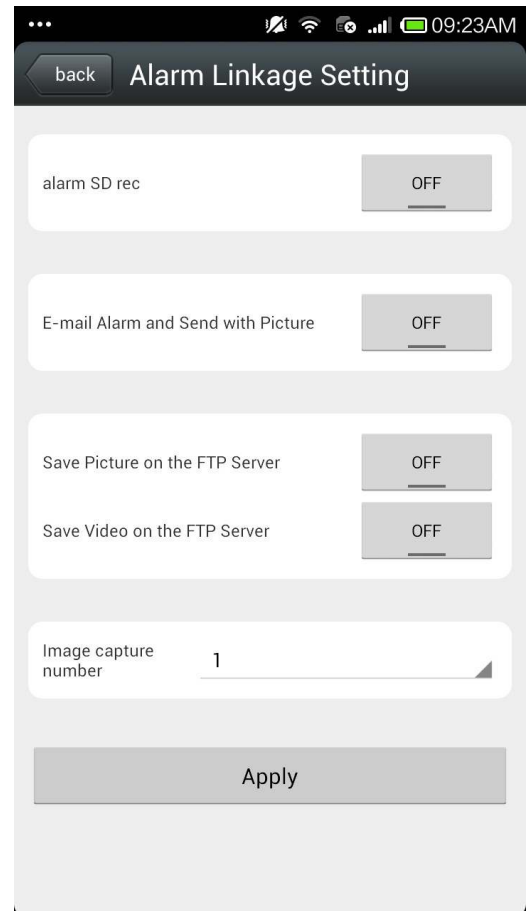 09:23AM
back Alarm Linkage Setting
alarm SD rec OFF
E-mail Alarm and Send with Picture OFF
Save Picture on the FTP Server OFF
Save Video on the FTP Server OFF
Image capture
number
1
Apply